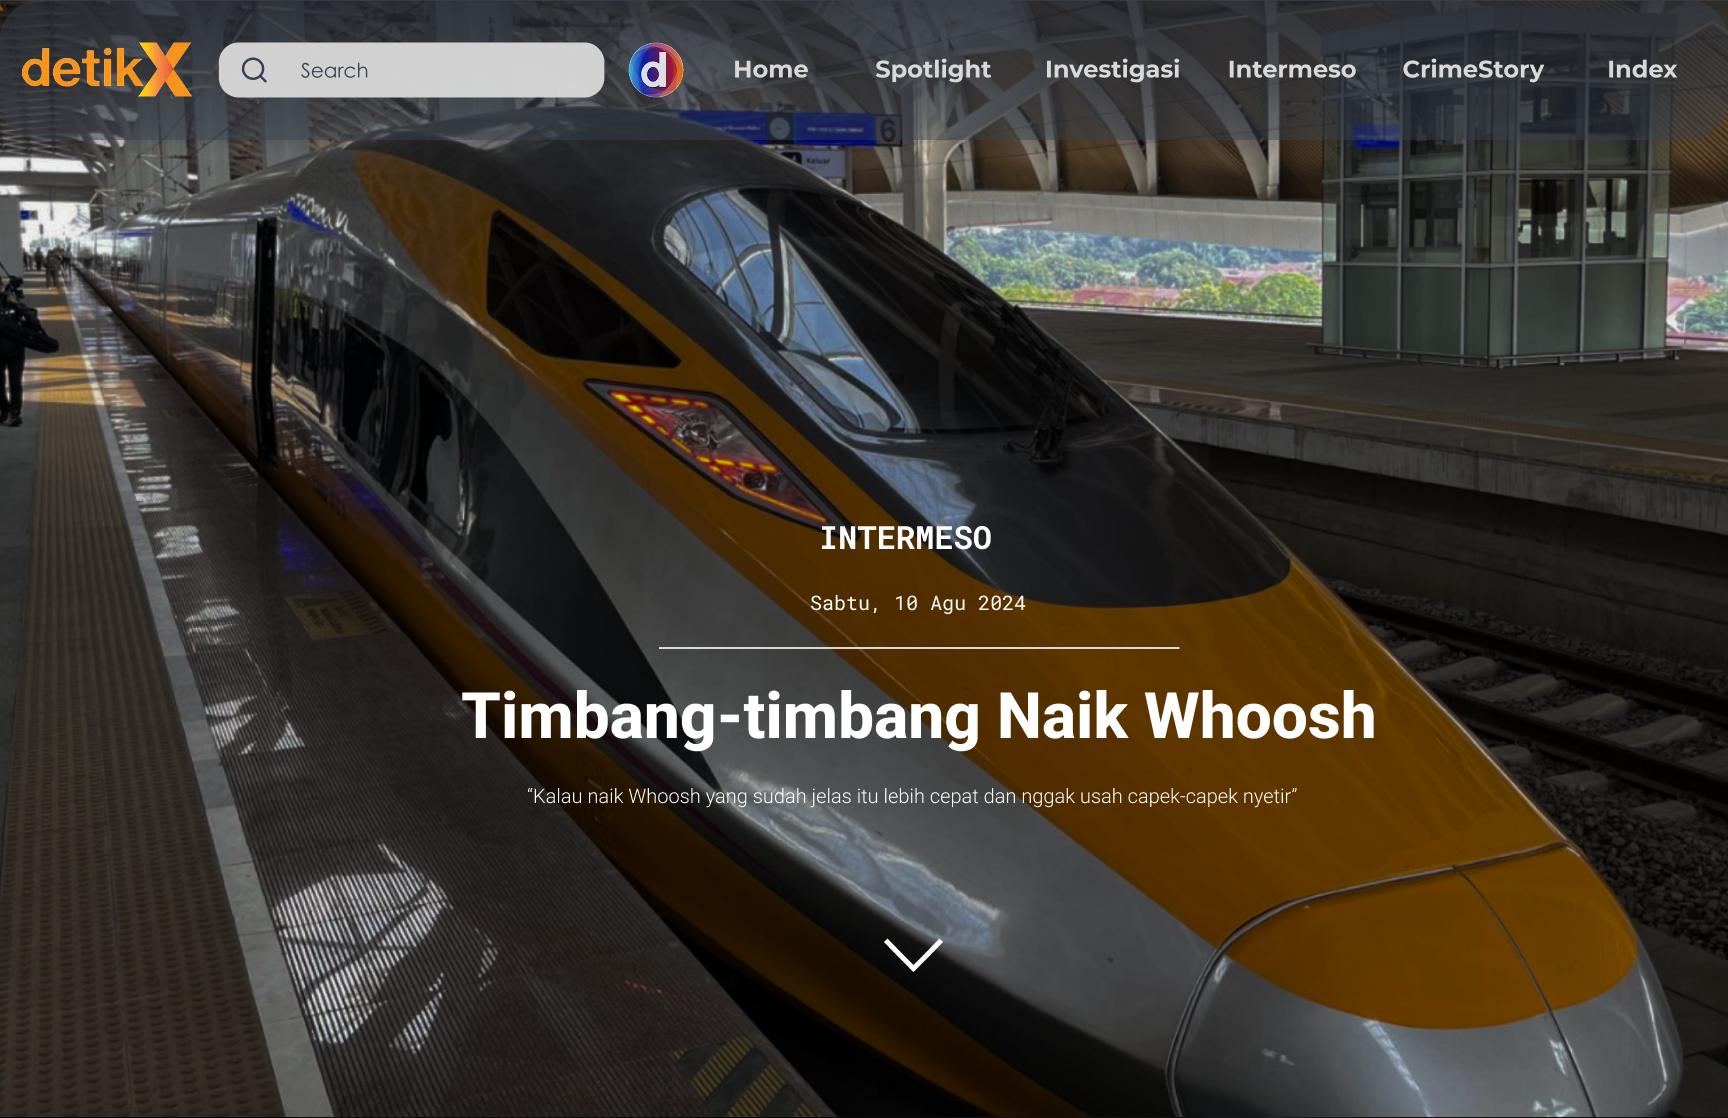 detikX
Search
d
Home
Spotlight
Investigasi
Intermeso
CrimeStory
Index
6
Keluar
INTERMESO
Sabtu, 10 Agu 2024
Timbang-timbang Naik Whoosh
“Kalau naik Whoosh yang sudah jelas itu lebih cepat dan nggak usah capek-capek nyetir”